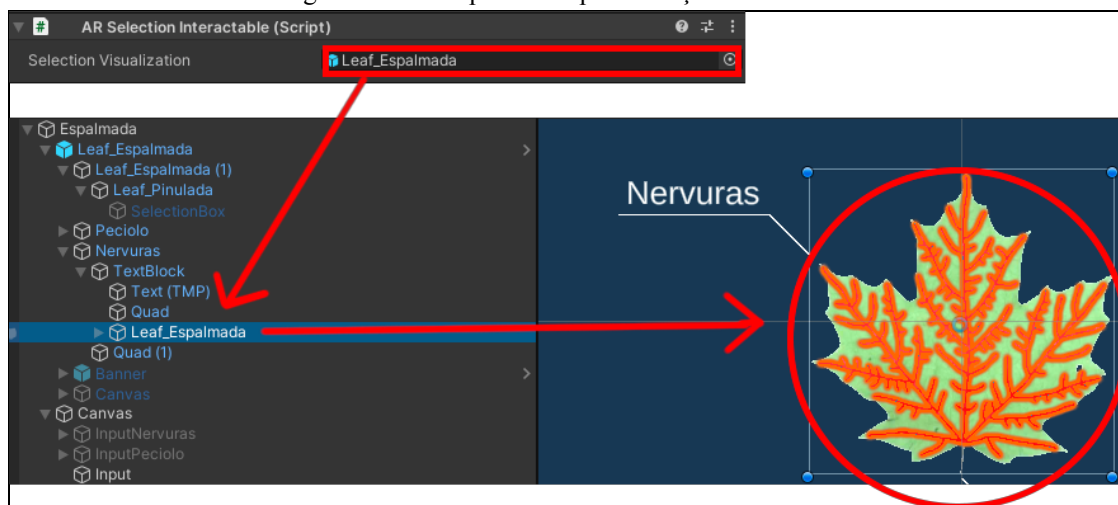 AR Selection Interactable (Script)
Selection Visualization
Leaf_Espalmada
Espalmada
Leaf_Espalmada
Leaf_Espalmada (1)
Leaf_Pinulada
SelectionBox
Peciolo
Nervuras
TextBlock
Text (TMP)
Quad
Leaf_Espalmada
Quad (1)
Banner
Canvas
Canvas
InputNervuras
InputPeciolo
Input
Nervuras